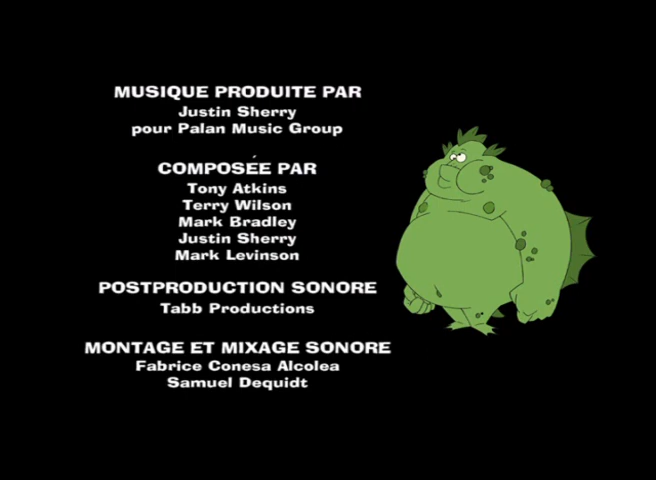 MUSIQUE PRODUITE PAR
Justin Sherry
pour Palan Music Group
COMPOSÉE PAR
Tony Atkins
Terry Wilson
Mark Bradley
Justin Sherry
Mark Levinson
POSTPRODUCTION SONORE
Tabb Productions
MONTAGE ET MIXAGE SONORE
Fabrice Conesa Alcolea
Samuel Dequidt